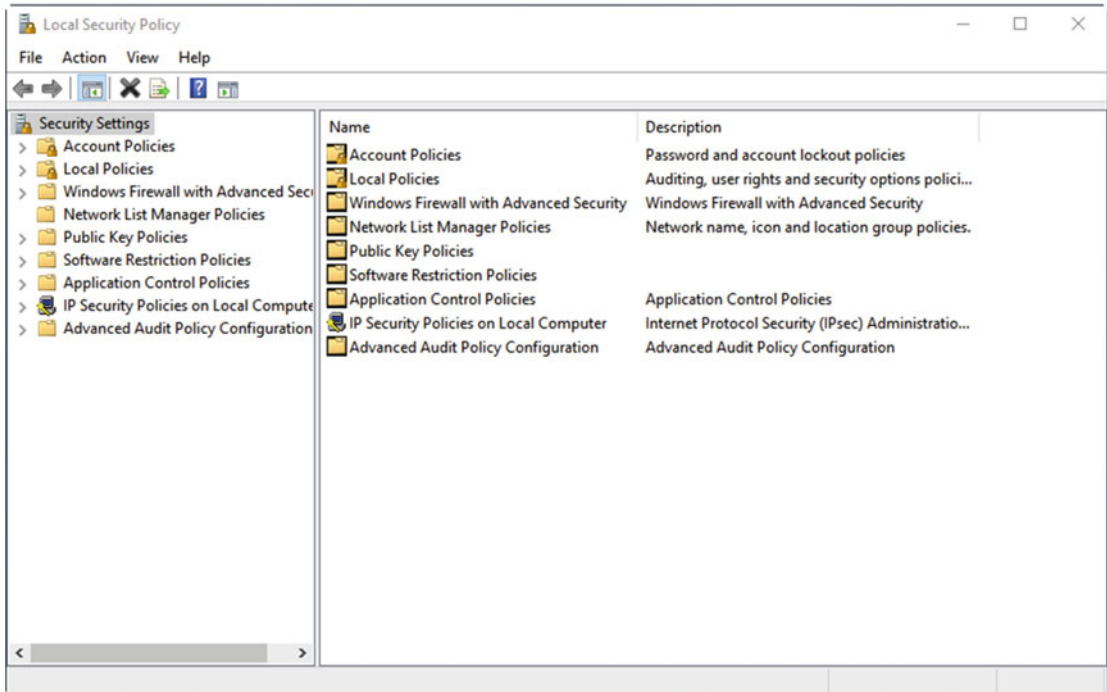 Local Security Policy
File Action View Help
Security Settings
Account Policies
Local Policies
Windows Firewall with Advanced Secu
Network List Manager Policies
Public Key Policies
Software Restriction Policies
Application Control Policies
IP Security Policies on Local Compute
Advanced Audit Policy Configuration
Name Description
Account Policies Password and account lockout policies
Local Policies Auditing, user rights and security options polici...
Windows Firewall with Advanced Security Windows Firewall with Advanced Security
Network List Manager Policies Network name, icon and location group policies.
Public Key Policies
Software Restriction Policies
Application Control Policies Application Control Policies
IP Security Policies on Local Computer Internet Protocol Security (IPsec) Administratio...
Advanced Audit Policy Configuration Advanced Audit Policy Configuration